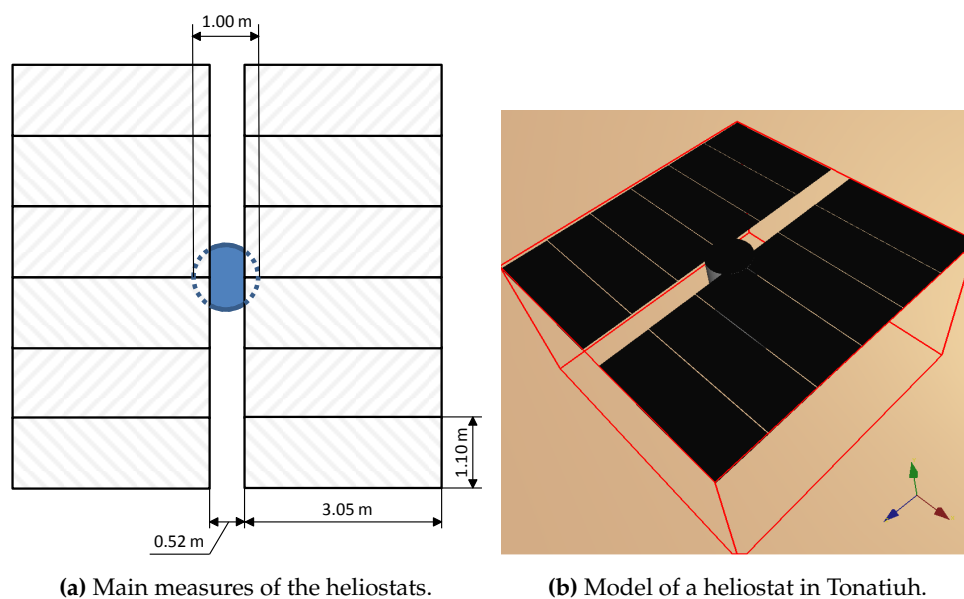 1.00 m
1.10 m
3.05 m
0.52 m
(a) Main measures of the heliostats.
(b) Model of a heliostat in Tonatiuh.